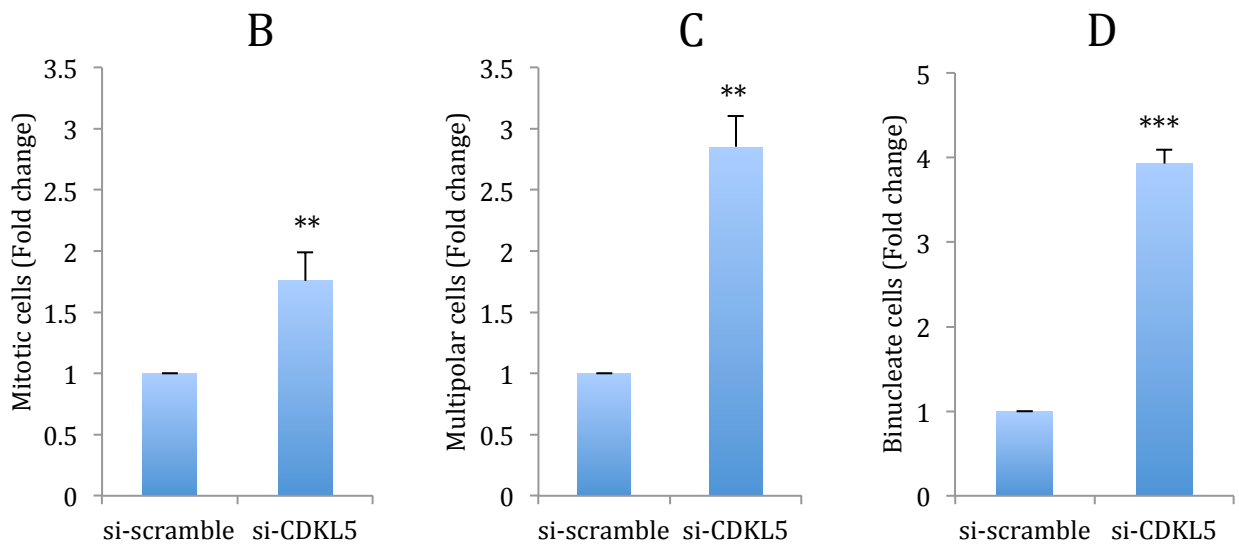 B
Mitotic cells (Fold change)
3.5
3
2.5
2
1.5
1
0.5
0
**
si-scramble si-CDKL5
C
Multipolar cells (Fold change)
3.5
3
2.5
2
1.5
1
0.5
0
**
si-scramble si-CDKL5
D
Binucleate cells (Fold change)
5
4
3
2
1
0
***
si-scramble si-CDKL5